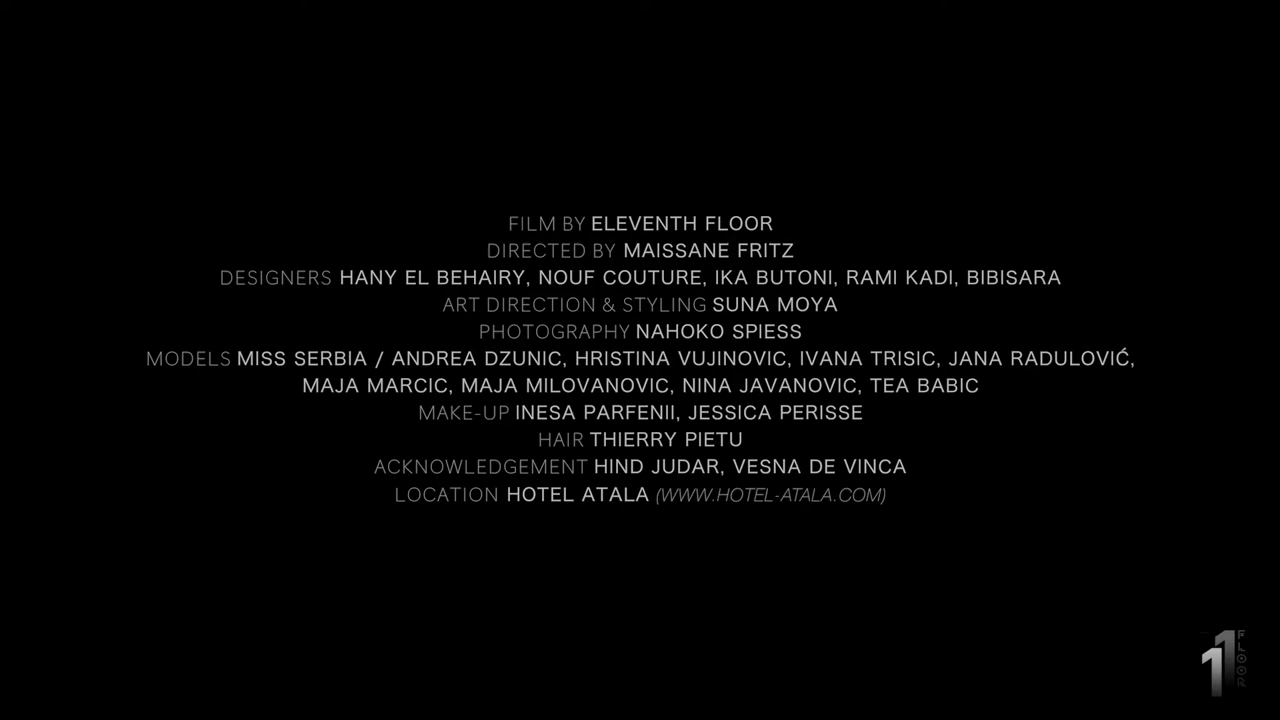 FILM BY ELEVENTH FLOOR
DIRECTED BY MAISSANE FRITZ
DESIGNERS HANY EL BEHAIRY, NOUF COUTURE, IKA BUTONI, RAMI KADI, BIBISARA
ART DIRECTION & STYLING SUNA MOYA
PHOTOGRAPHY NAHOKO SPIESS
MODELS MISS SERBIA / ANDREA DZUNIC, HRISTINA VUJINOVIC, IVANA TRISIC, JANA RADULOVIĆ,
MAJA MARCIC, MAJA MILOVANOVIC, NINA JAVANOVIC, TEA BABIC
MAKE-UP INESA PARFENII, JESSICA PERISSE
HAIR THIERRY PIETU
ACKNOWLEDGEMENT HIND JUDAR, VESNA DE VINCA
LOCATION HOTEL ATALA (WWW.HOTEL-ATALA.COM)
11 FLOOR